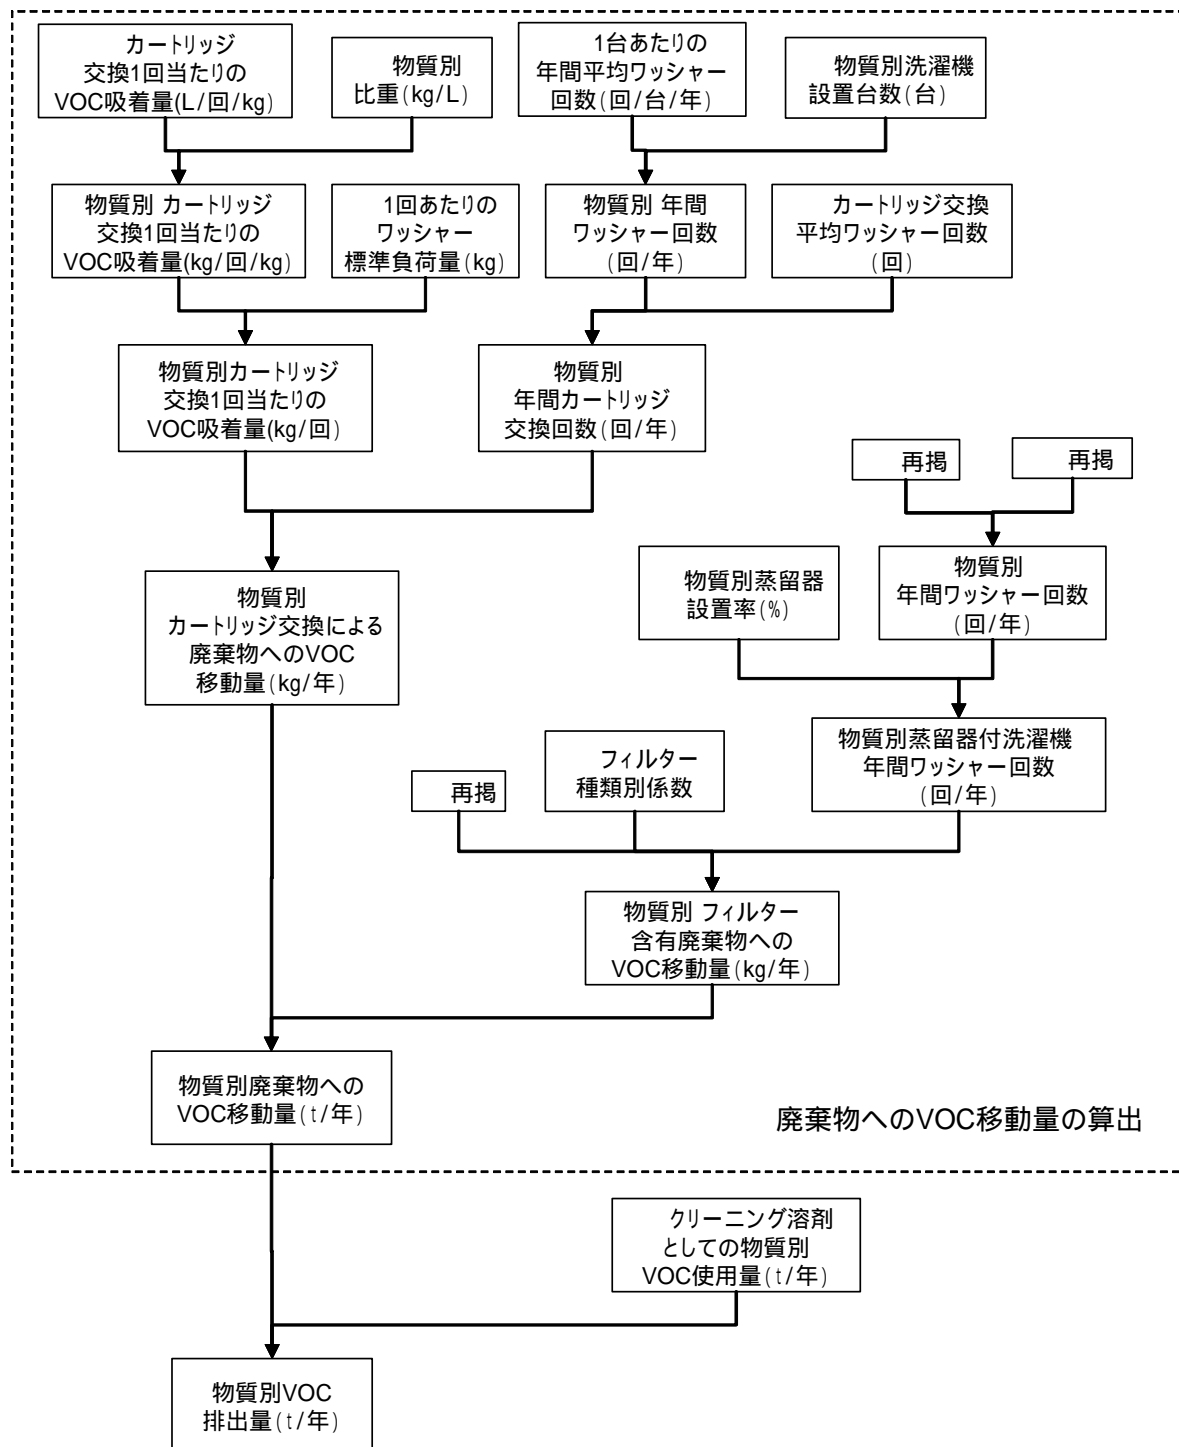 カートリッジ
交換1回当たりの
VOC吸着量(L/回/kg)
物質別
比重(kg/L)
1台あたりの
年間平均ワッシャー
回数(回/台/年)
物質別洗濯機
設置台数(台)
物質別 カートリッジ
交換1回当たりの
VOC吸着量(kg/回/kg)
1回あたりの
ワッシャー
標準負荷量(kg)
物質別 年間
ワッシャー回数
(回/年)
カートリッジ交換
平均ワッシャー回数
(回)
物質別カートリッジ
交換1回当たりの
VOC吸着量(kg/回)
物質別
年間カートリッジ
交換回数(回/年)
再掲
再掲
物質別
カートリッジ交換による
廃棄物へのVOC
移動量(kg/年)
物質別蒸留器
設置率(%)
物質別
年間ワッシャー回数
(回/年)
再掲
フィルター
種類別係数
物質別蒸留器付洗濯機
年間ワッシャー回数
(回/年)
物質別 フィルター
含有廃棄物への
VOC移動量(kg/年)
物質別廃棄物への
VOC移動量(t/年)
廃棄物へのVOC移動量の算出
クリーニング溶剤
としての物質別
VOC使用量(t/年)
物質別VOC
排出量(t/年)